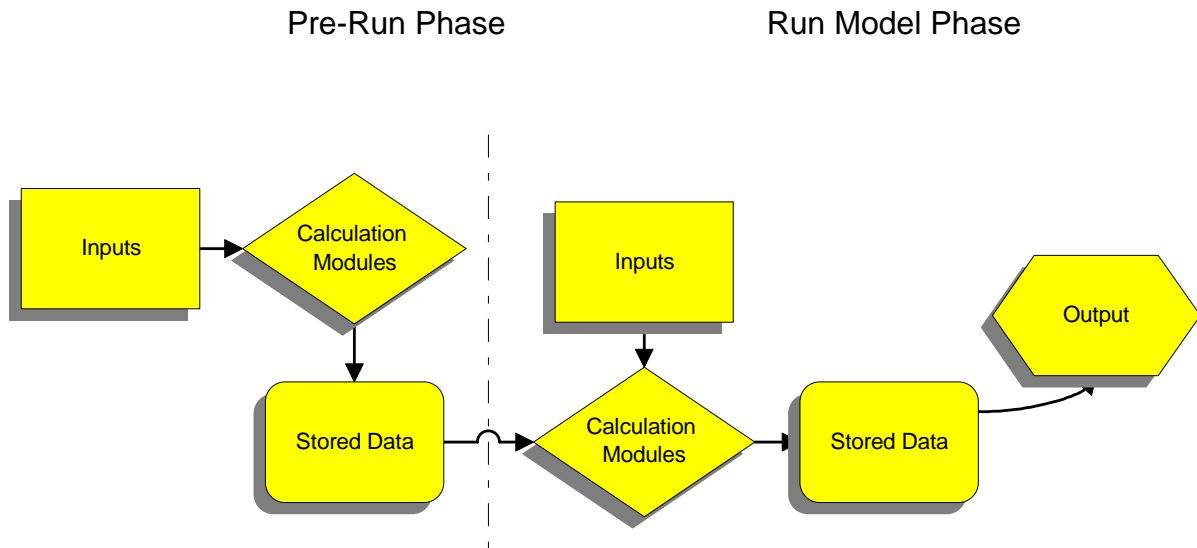 Pre-Run Phase
Run Model Phase
Inputs
Calculation
Modules
Inputs
Output
Stored Data
Calculation
Modules
Stored Data